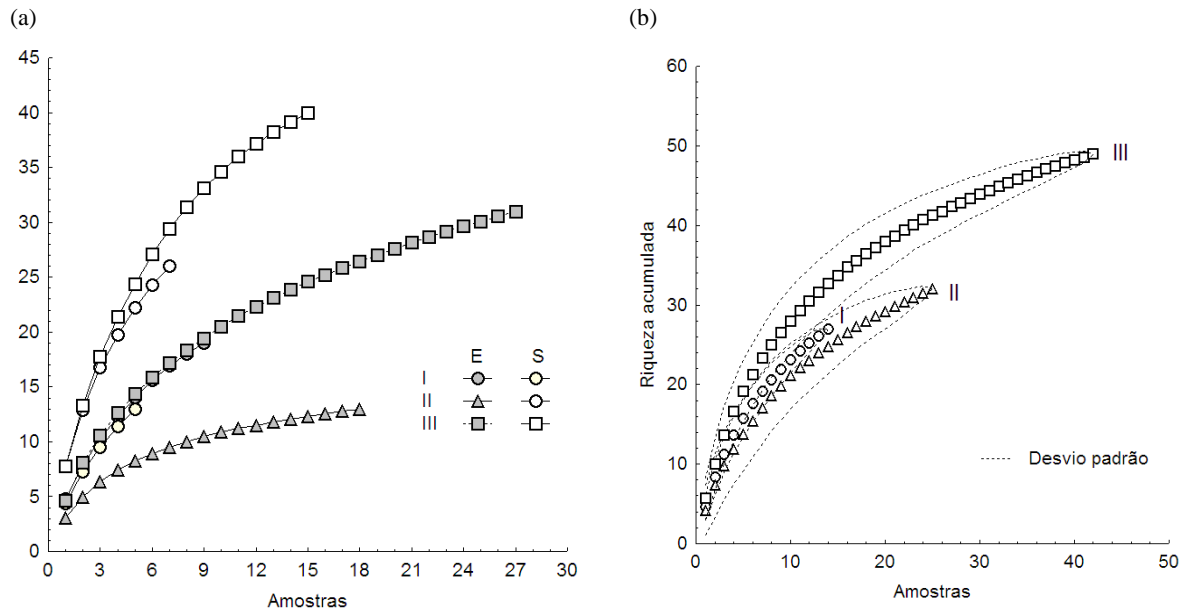 (a)
(b)
45
40
35
30
25
20
15
10
5
0
0 3 6 9 12 15 18 21 24 27 30
Amostras
E S
I
II
III
Riqueza acumulada
60
50
40
30
20
10
0
0 10 20 30 40 50
Amostras
III
II
I
Desvio padrão